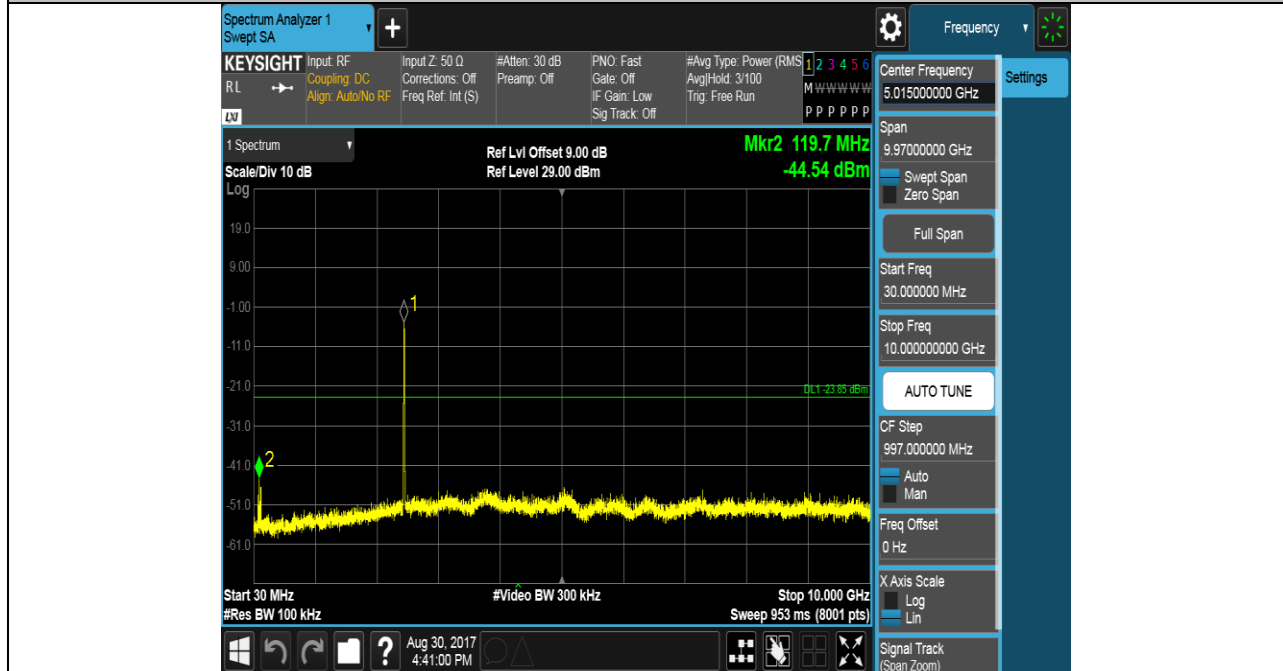 Spectrum Analyzer 1
Swept SA
Frequency
KEYSIGHT
RL
LXI
Input: RF
Coupling: DC
Align: Auto/No RF
Input Z: 50 Ω
Corrections: Off
Freq Ref: Int (S)
#Atten: 30 dB
Preamp: Off
PNO: Fast
Gate: Off
IF Gain: Low
Sig Track: Off
#Avg Type: Power (RMS
Avg|Hold: 3/100
Trig: Free Run
1 2 3 4 5 6
M W W W W W
P P P P P P
1 Spectrum
Scale/Div 10 dB
Log
Ref Lvl Offset 9.00 dB
Ref Level 29.00 dBm
Mkr2 119.7 MHz
-44.54 dBm
19.0
9.00
-1.00
-11.0
-21.0
-31.0
-41.0
-51.0
-61.0
1
2
DL1 -23.85 dBm
Start 30 MHz
#Res BW 100 kHz
#Video BW 300 kHz
Stop 10.000 GHz
Sweep 953 ms (8001 pts)
?
Aug 30, 2017
4:41:00 PM
Center Frequency
5.015000000 GHz
Settings
Span
9.97000000 GHz
Swept Span
Zero Span
Full Span
Start Freq
30.000000 MHz
Stop Freq
10.000000000 GHz
AUTO TUNE
CF Step
997.000000 MHz
Auto
Man
Freq Offset
0 Hz
X Axis Scale
Log
Lin
Signal Track
(Span Zoom)